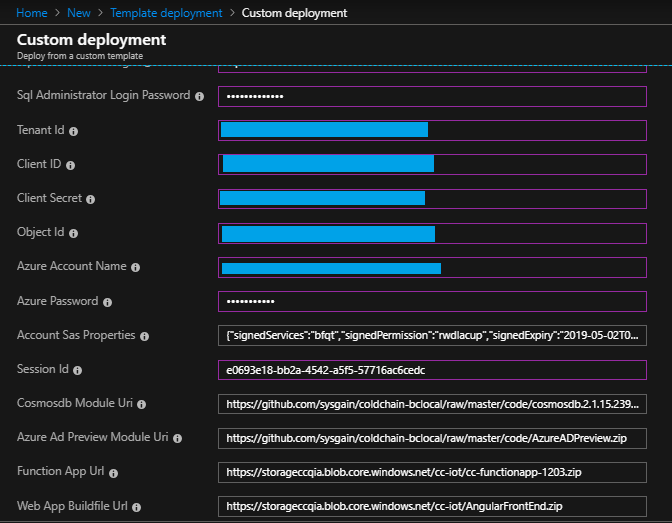 Home > New > Template deployment > Custom deployment
Custom deployment
Deploy from a custom template
Sql Administrator Login Password •••••••••••••
Tenant Id
Client ID
Client Secret
Object Id
Azure Account Name
Azure Password •••••••••••
Account Sas Properties {"signedServices":"bfqt","signedPermission":"rwdlacup","signedExpiry":"2019-05-02T0...
Session Id e0693e18-bb2a-4542-a5f5-57716ac6cedc
Cosmosdb Module Uri https://github.com/sysgain/coldchain-bclocal/raw/master/code/cosmosdb.2.1.15.239...
Azure Ad Preview Module Uri https://github.com/sysgain/coldchain-bclocal/raw/master/code/AzureADPreview.zip
Function App Url https://storageccqia.blob.core.windows.net/cc-iot/cc-functionapp-1203.zip
Web App Buildfile Url https://storageccqia.blob.core.windows.net/cc-iot/AngularFrontEnd.zip